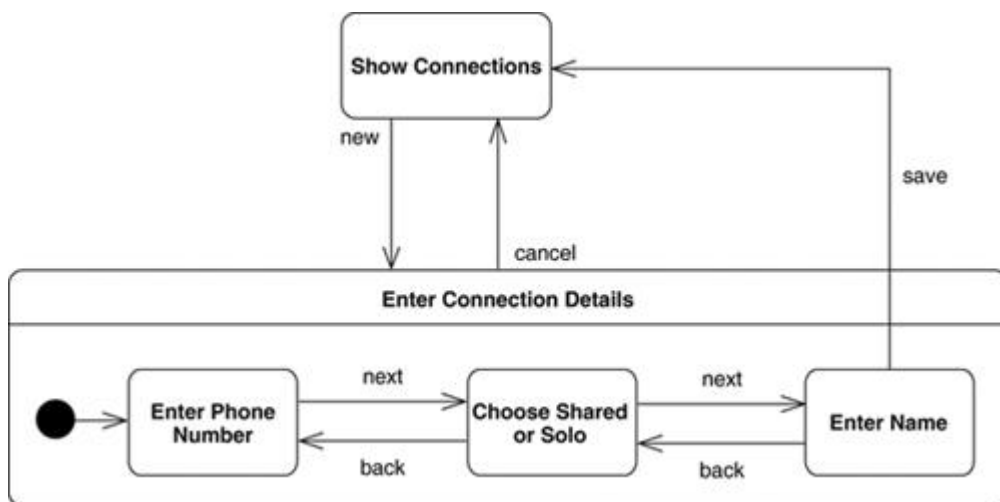 Show Connections
new
save
cancel
Enter Connection Details
next
next
Enter Phone
Number
Choose Shared
or Solo
Enter Name
back
back